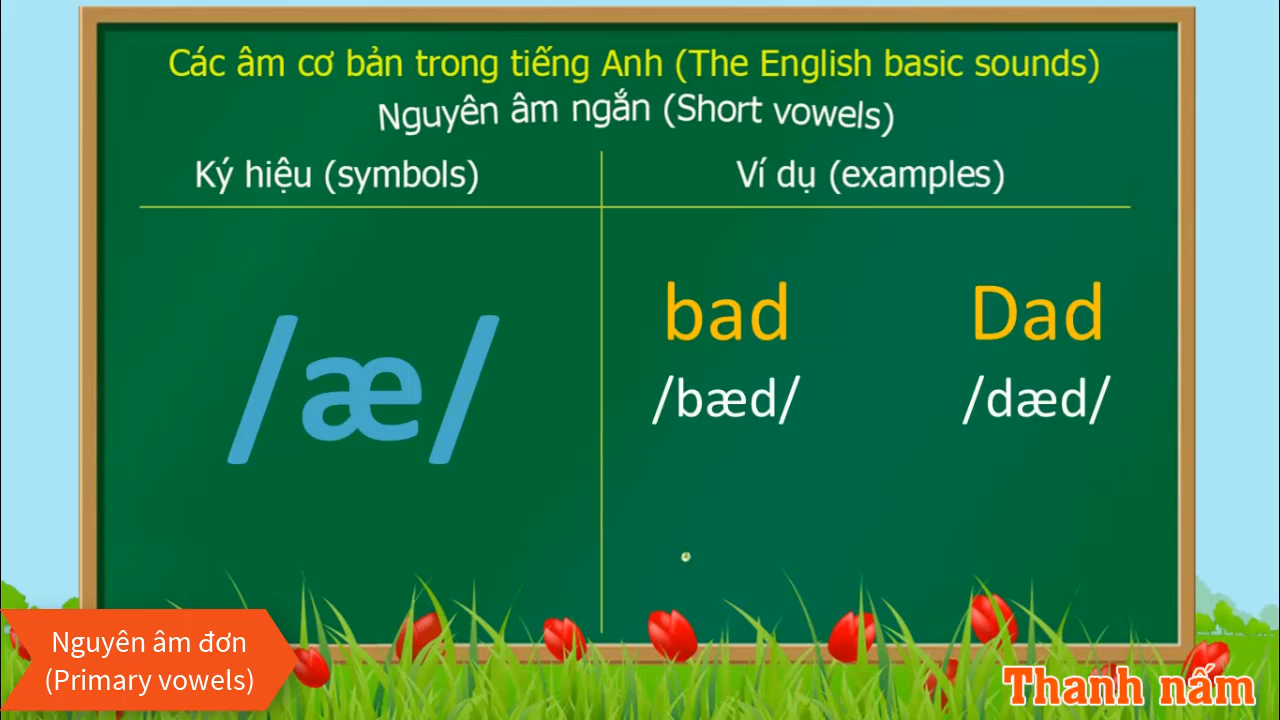 Các âm cơ bản trong tiếng Anh (The English basic sounds)
Nguyên âm ngắn (Short vowels)
Ký hiệu (symbols)
Ví dụ (examples)
/æ/
bad
Dad
/bæd/
/dæd/
Nguyên âm đơn
(Primary vowels)
Thanh nấm